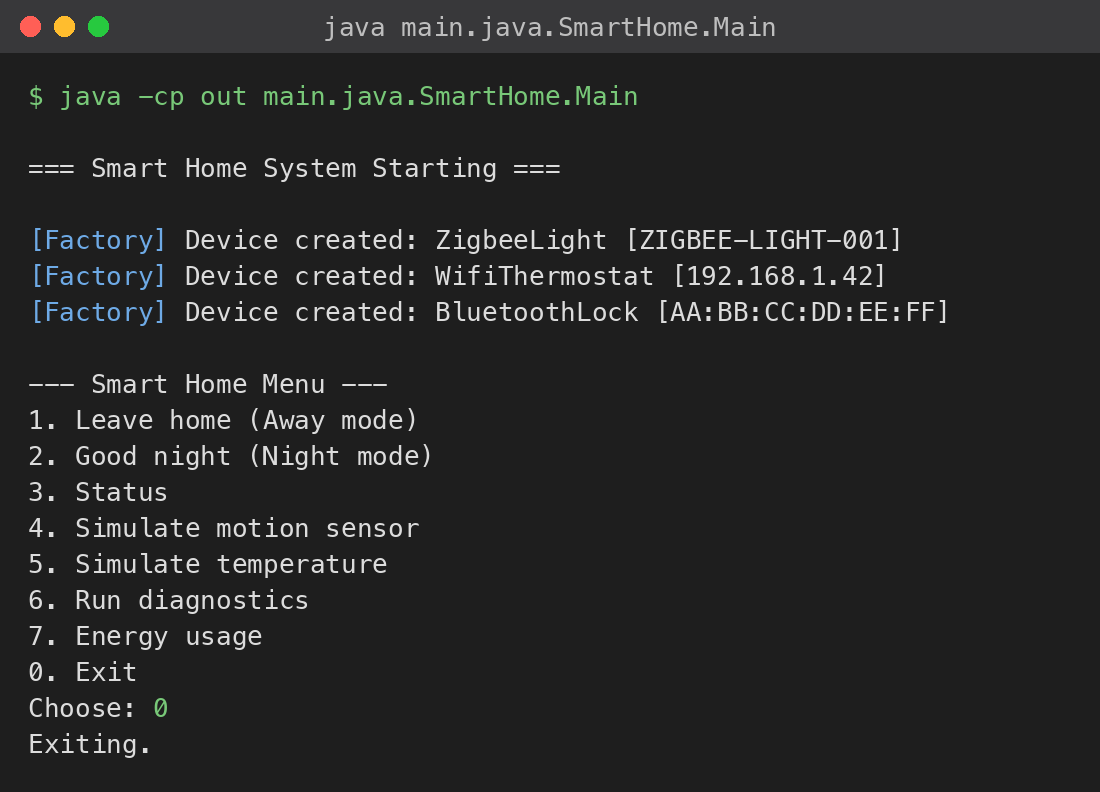 java main.java.SmartHome.Main
$ java -cp out main.java.SmartHome.Main
=== Smart Home System Starting ===
[Factory] Device created: ZigbeeLight [ZIGBEE-LIGHT-001]
[Factory] Device created: WifiThermostat [192.168.1.42]
[Factory] Device created: BluetoothLock [AA:BB:CC:DD:EE:FF]
--- Smart Home Menu ---
1. Leave home (Away mode)
2. Good night (Night mode)
3. Status
4. Simulate motion sensor
5. Simulate temperature
6. Run diagnostics
7. Energy usage
0. Exit
Choose: 0
Exiting.